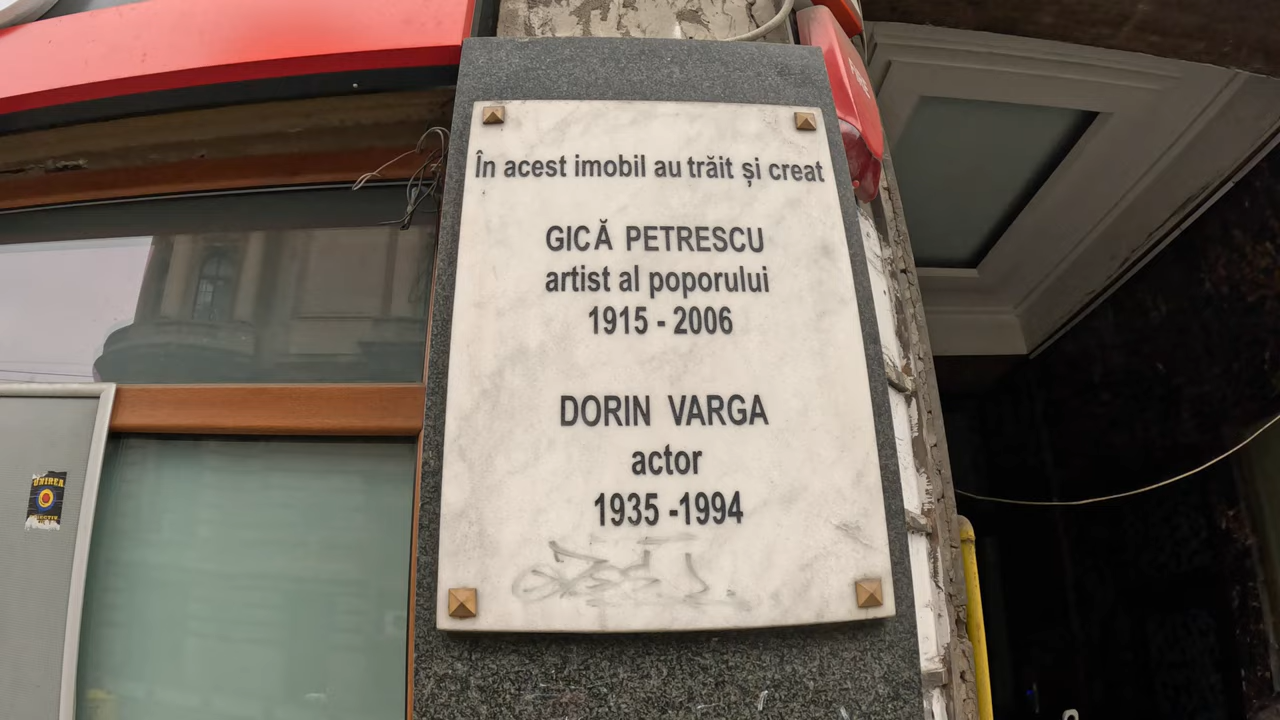 În acest imobil au trăit și creat
GICĂ PETRESCU
artist al poporului
1915 - 2006
DORIN VARGA
actor
1935 -1994
UNIREA